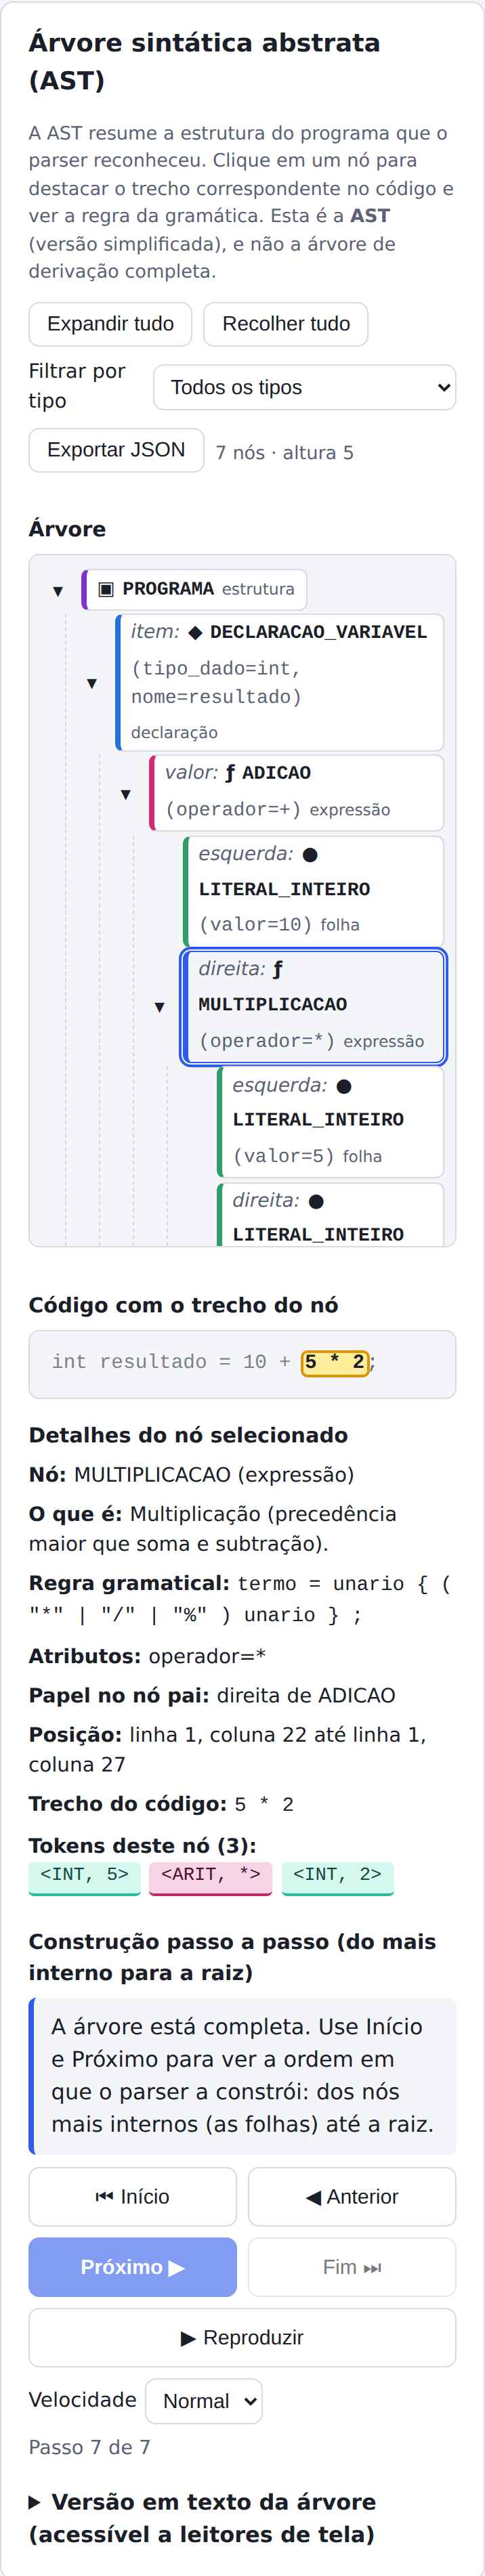 Árvore sintática abstrata
(AST)
A AST resume a estrutura do programa que o
parser reconheceu. Clique em um nó para
destacar o trecho correspondente no código e
ver a regra da gramática. Esta é a AST
(versão simplificada), e não a árvore de
derivação completa.
Expandir tudo Recolher tudo
Filtrar por
tipo
Todos os tipos
Exportar JSON 7 nós · altura 5
Árvore
▼ ▣ PROGRAMA estrutura
item: ◆ DECLARACAO_VARIAVEL
▼ (tipo_dado=int,
nome=resultado)
declaração
valor: ƒ ADICAO
▼ (operador=+) expressão
esquerda: ●
LITERAL_INTEIRO
(valor=10) folha
direita: ƒ
▼ MULTIPLICACAO
(operador=*) expressão
esquerda: ●
LITERAL_INTEIRO
(valor=5) folha
direita: ●
LITERAL_INTEIRO
Código com o trecho do nó
int resultado = 10 + 5 * 2;
Detalhes do nó selecionado
Nó: MULTIPLICACAO (expressão)
O que é: Multiplicação (precedência
maior que soma e subtração).
Regra gramatical: termo = unario { (
"*" | "/" | "%" ) unario } ;
Atributos: operador=*
Papel no nó pai: direita de ADICAO
Posição: linha 1, coluna 22 até linha 1,
coluna 27
Trecho do código: 5 * 2
Tokens deste nó (3):
<INT, 5> <ARIT, *> <INT, 2>
Construção passo a passo (do mais
interno para a raiz)
A árvore está completa. Use Início
e Próximo para ver a ordem em
que o parser a constrói: dos nós
mais internos (as folhas) até a raiz.
⏮ Início ◀ Anterior
Próximo ▶ Fim ⏭
▶ Reproduzir
Velocidade Normal
Passo 7 de 7
▶ Versão em texto da árvore
(acessível a leitores de tela)